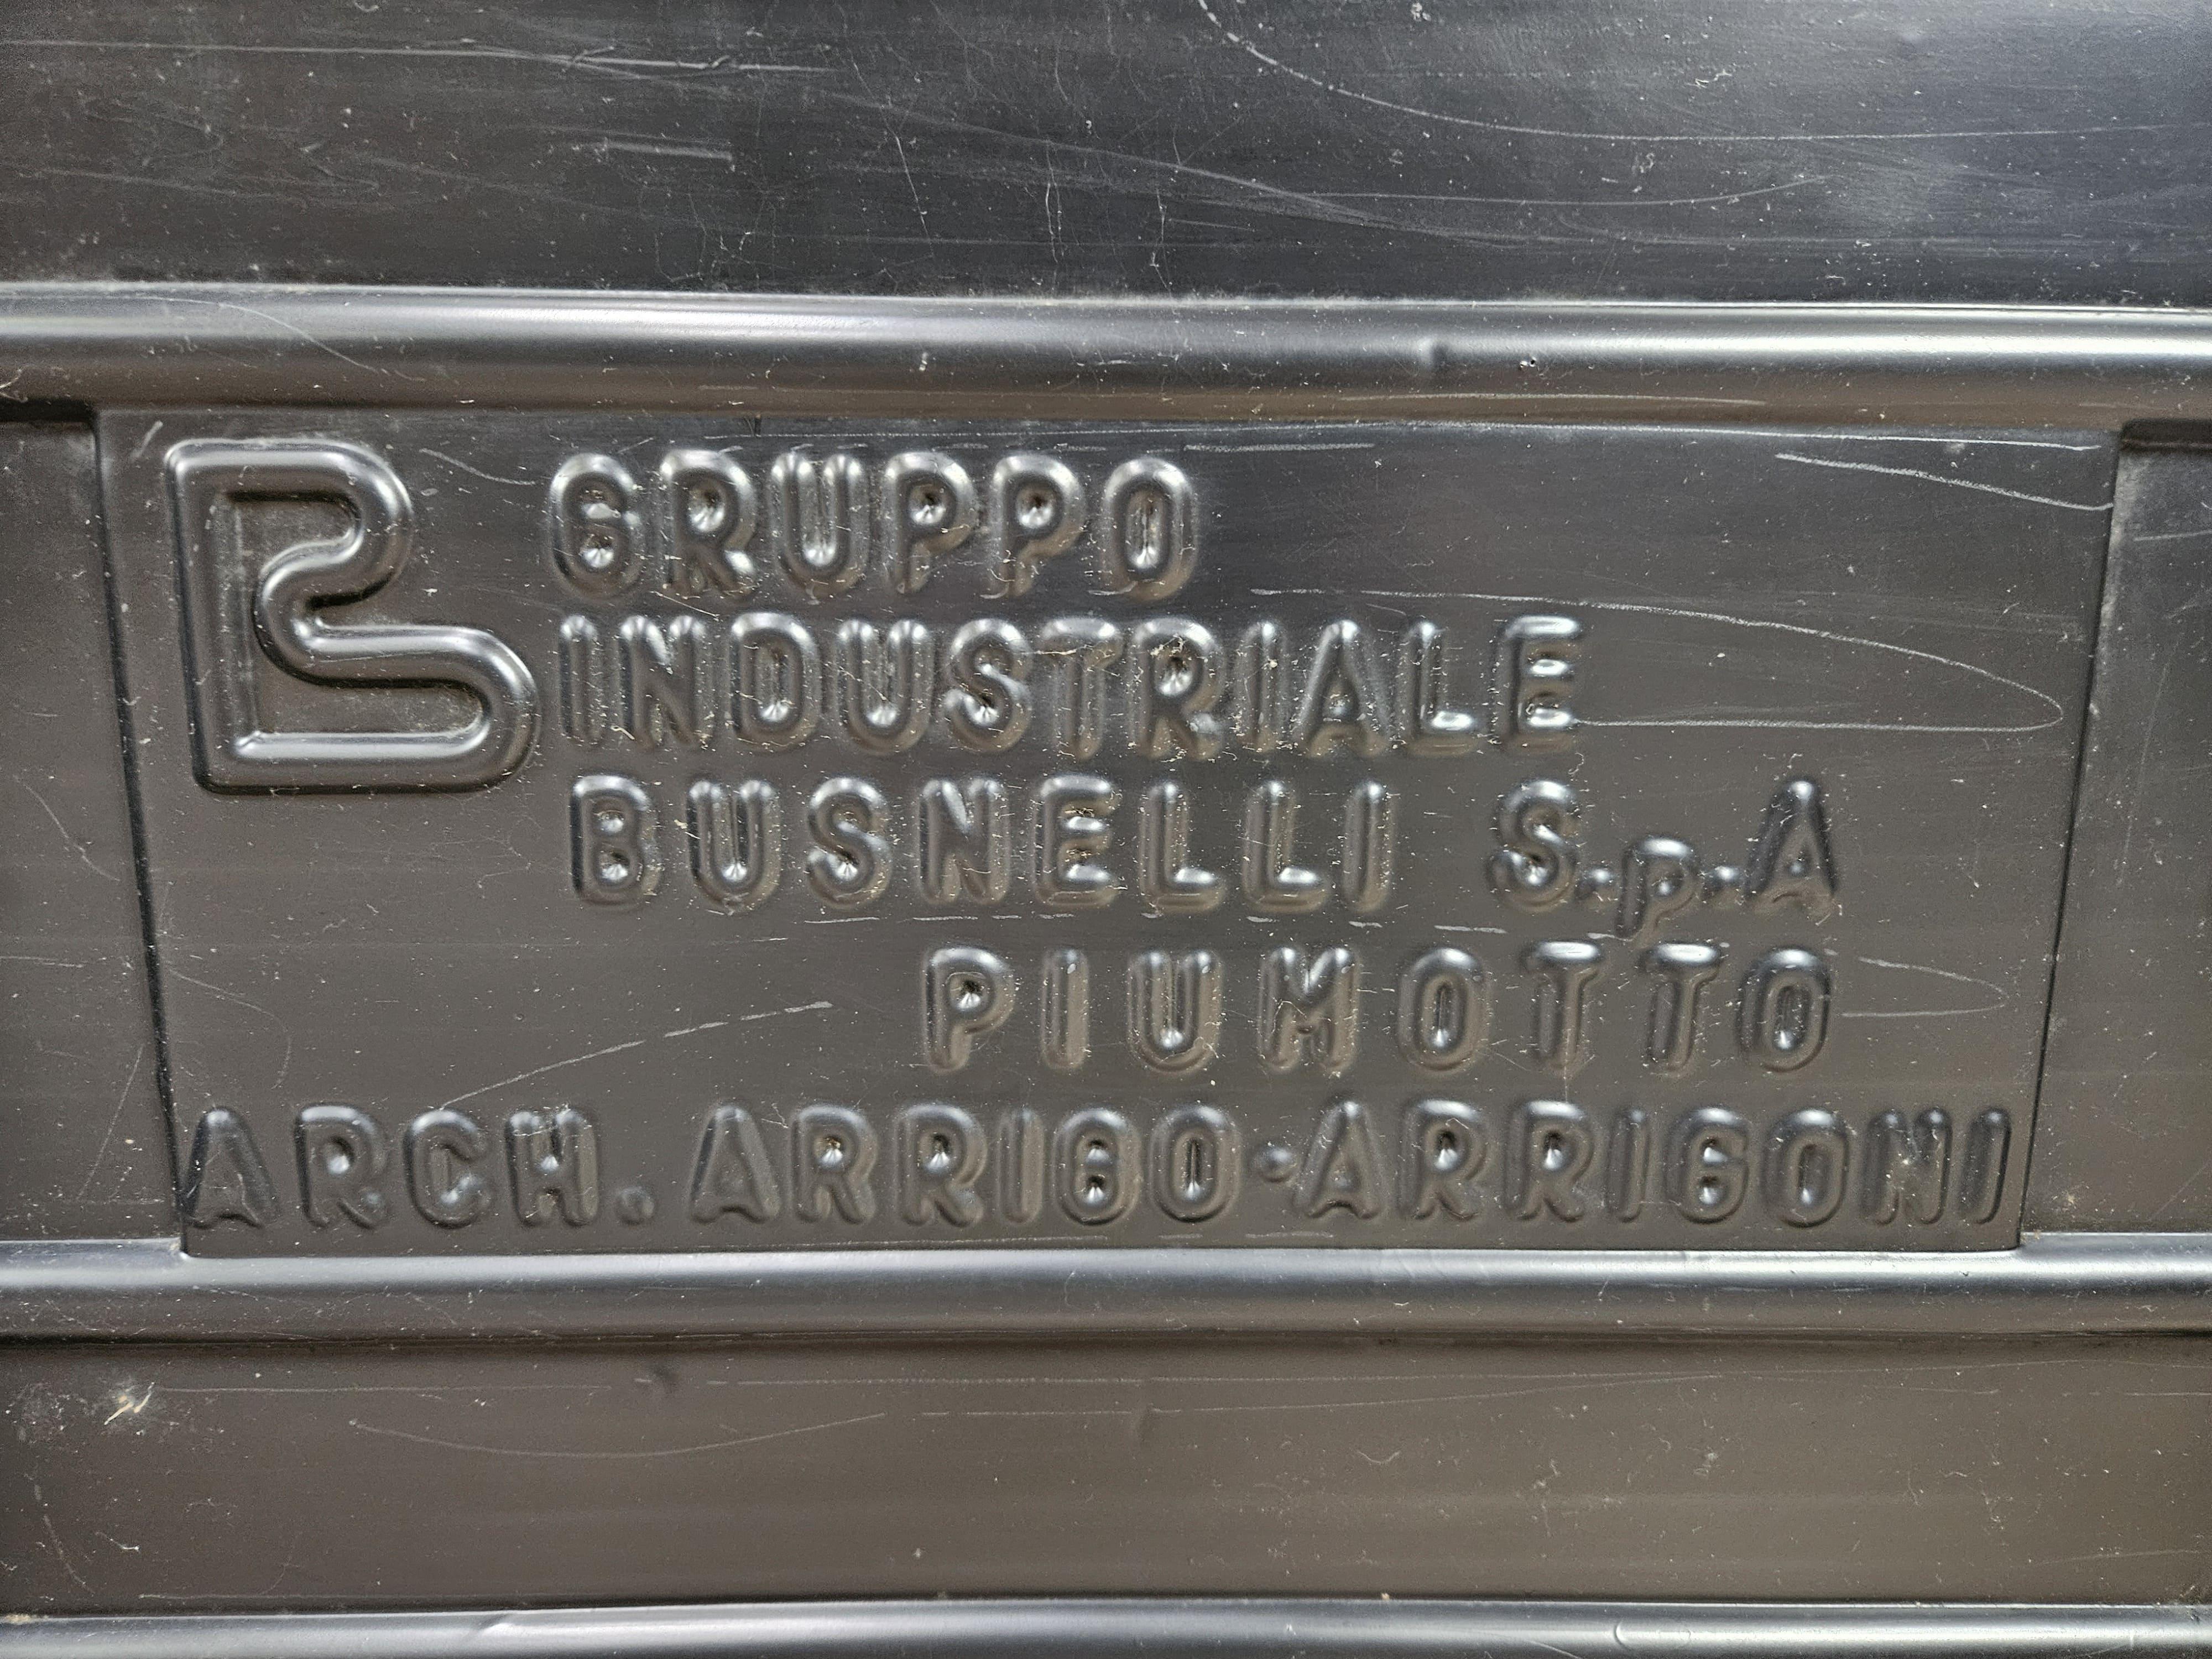 GRUPPO
INDUSTRIALE
BUSNELLI S.p.A
PIUMOTTO
ARCH. ARRIGO·ARRIGONI